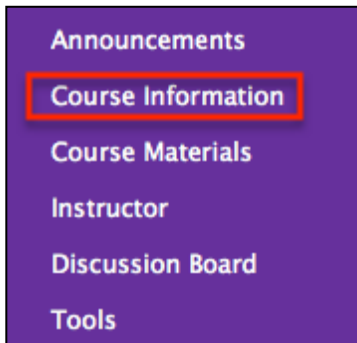 Announcements
Course Information
Course Materials
Instructor
Discussion Board
Tools